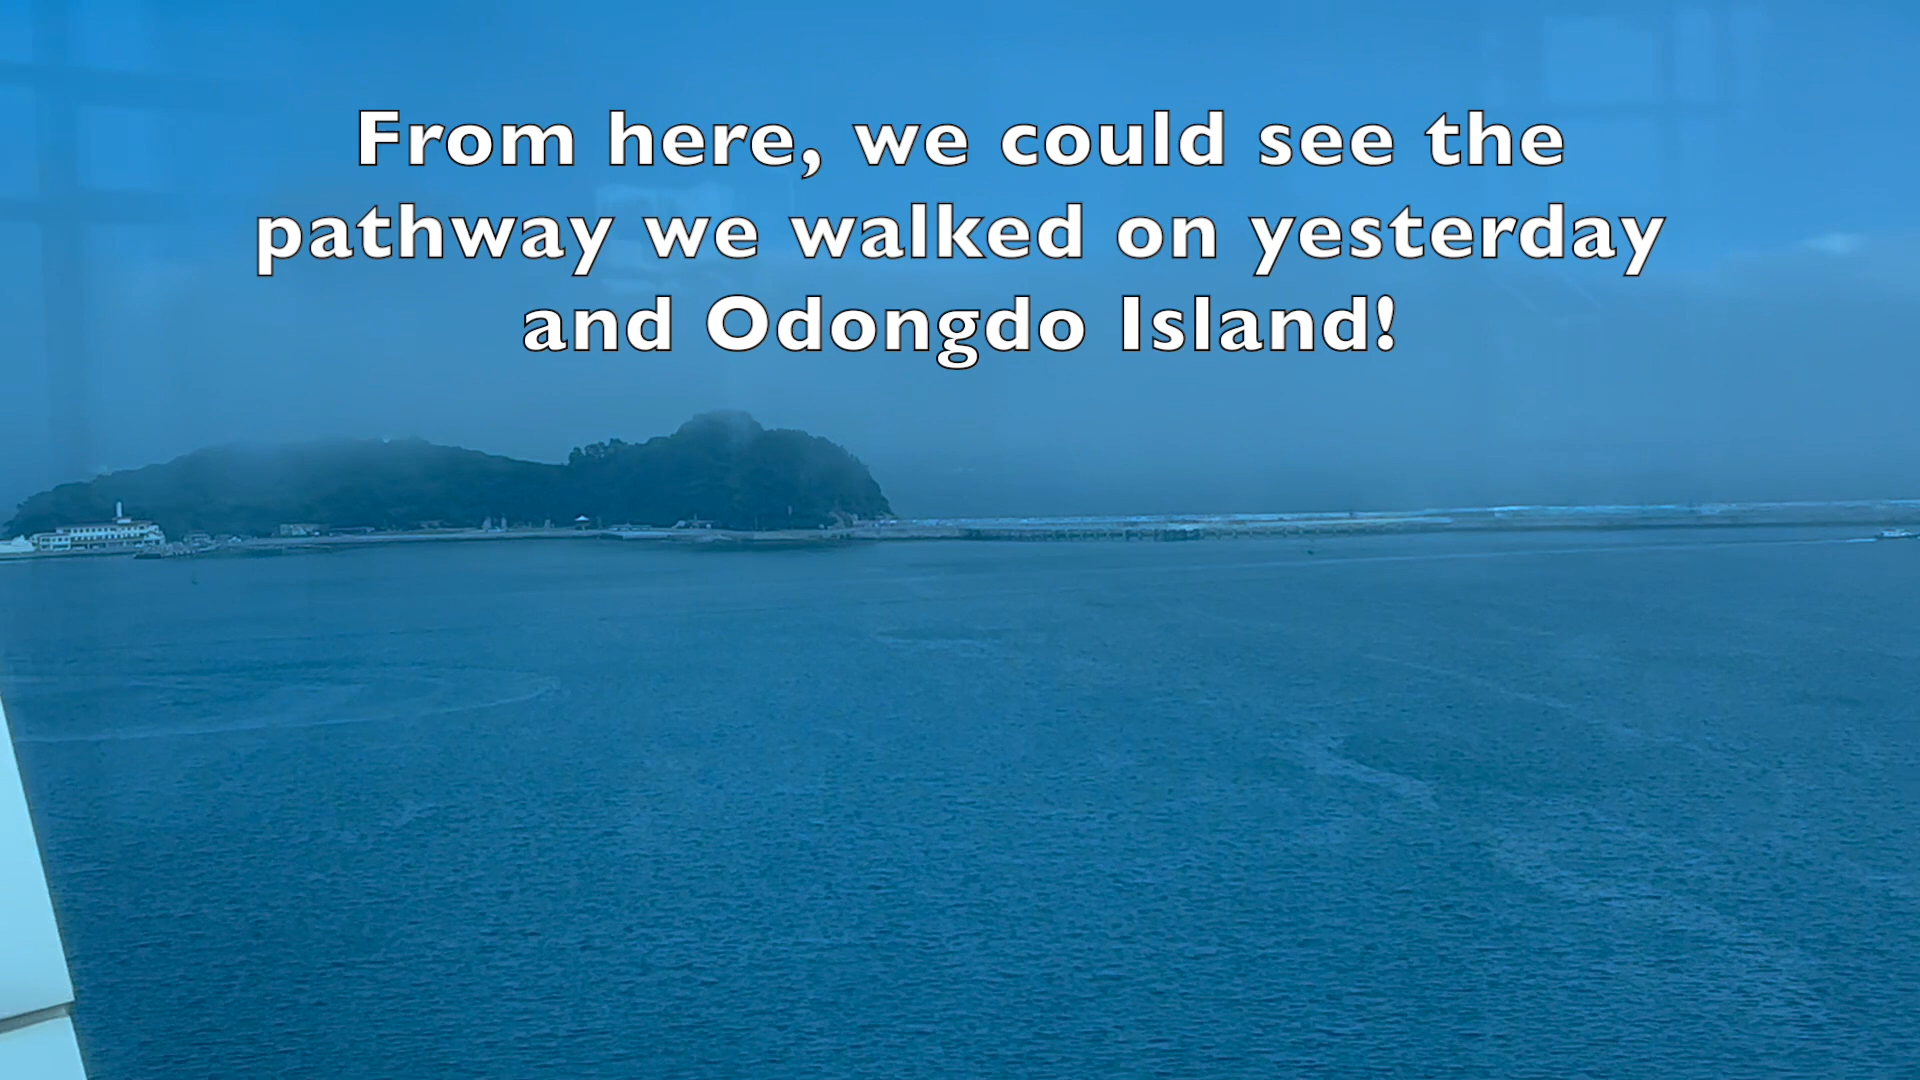 From here, we could see the
pathway we walked on yesterday
and Odongdo Island!